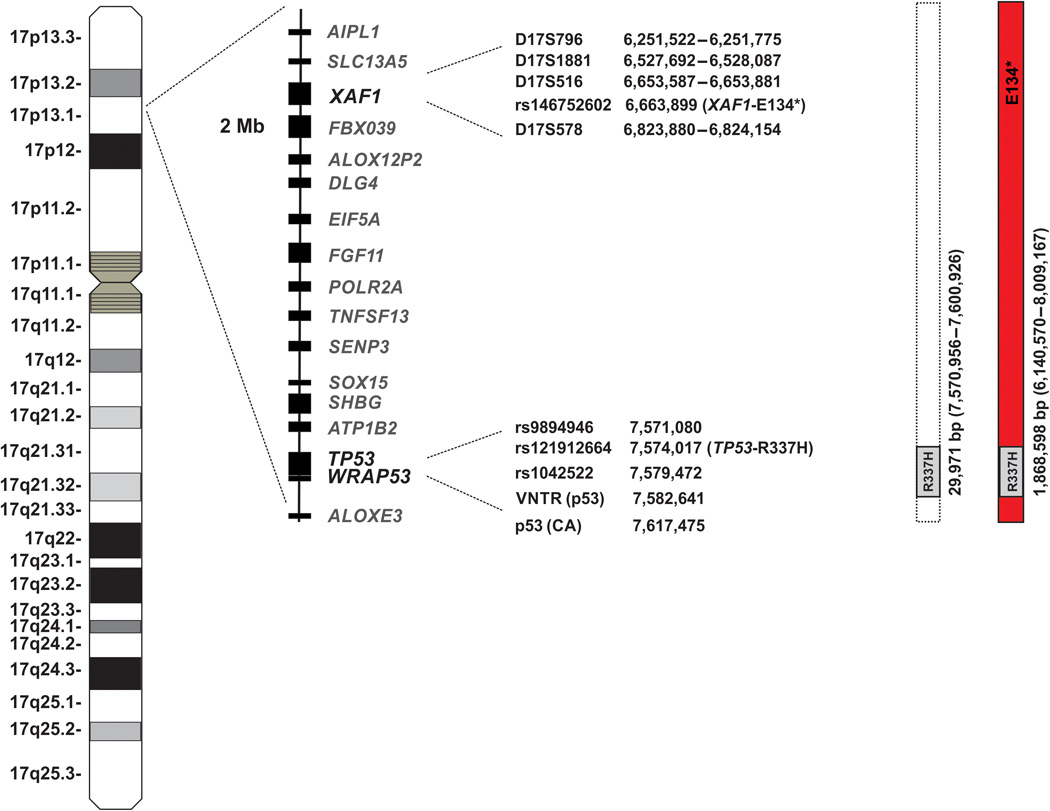 17p13.3-
17p13.2-
17p13.1-
17p12-
17p11.2-
17p11.1-
17q11.1-
17q11.2-
17q12-
17q21.1-
17q21.2-
17q21.31-
17q21.32-
17q21.33-
17q22-
17q23.1-
17q23.2-
17q23.3-
17q24.1-
17q24.2-
17q24.3-
17q25.1-
17q25.2-
17q25.3-
2 Mb
AIPL1
SLC13A5
XAF1
FBX039
ALOX12P2
DLG4
EIF5A
FGF11
POLR2A
TNFSF13
SENP3
SOX15
SHBG
ATP1B2
TP53
WRAP53
ALOXE3
D17S796 6,251,522–6,251,775
D17S1881 6,527,692–6,528,087
D17S516 6,653,587–6,653,881
rs146752602 6,663,899 (XAF1-E134*)
D17S578 6,823,880–6,824,154
rs9894946 7,571,080
rs121912664 7,574,017 (TP53-R337H)
rs1042522 7,579,472
VNTR (p53) 7,582,641
p53 (CA) 7,617,475
R337H
29,971 bp (7,570,956–7,600,926)
E134*
R337H
1,868,598 bp (6,140,570–8,009,167)